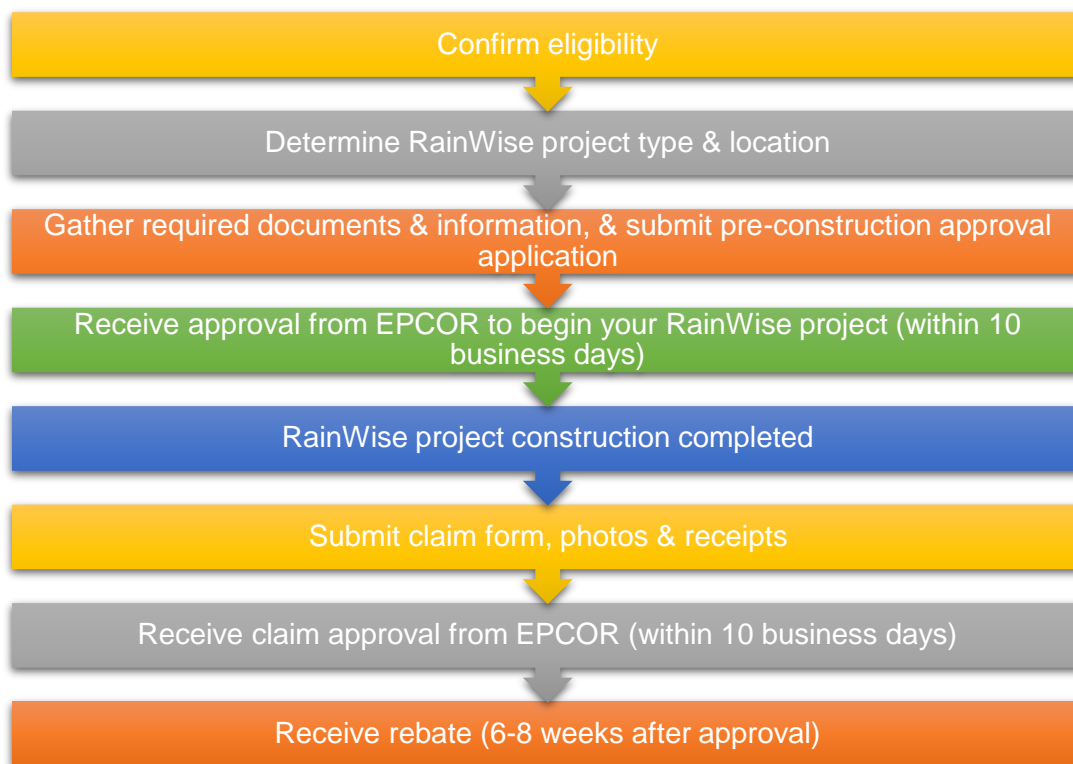 Confirm eligibility
Determine RainWise project type & location
Gather required documents & information, & submit pre-construction approval
application
Receive approval from EPCOR to begin your RainWise project (within 10
business days)
RainWise project construction completed
Submit claim form, photos & receipts
Receive claim approval from EPCOR (within 10 business days)
Receive rebate (6-8 weeks after approval)